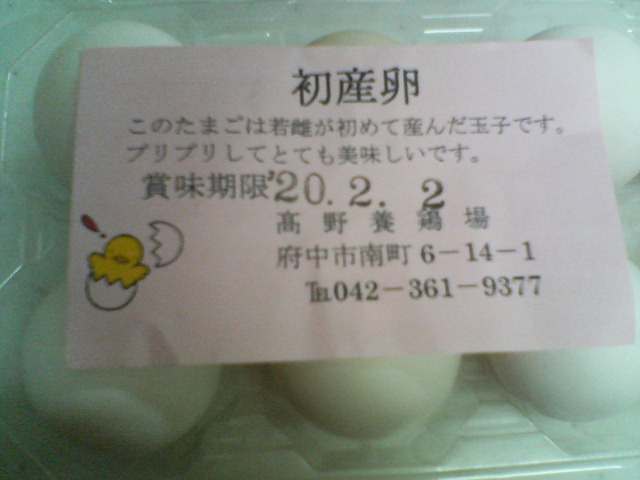 初産卵
このたまごは若雌が初めて産んだ玉子です。
プリプリしてとても美味しいです。
賞味期限 '20. 2. 2
髙野養鶏場
府中市南町6-14-1
℡042-361-9377